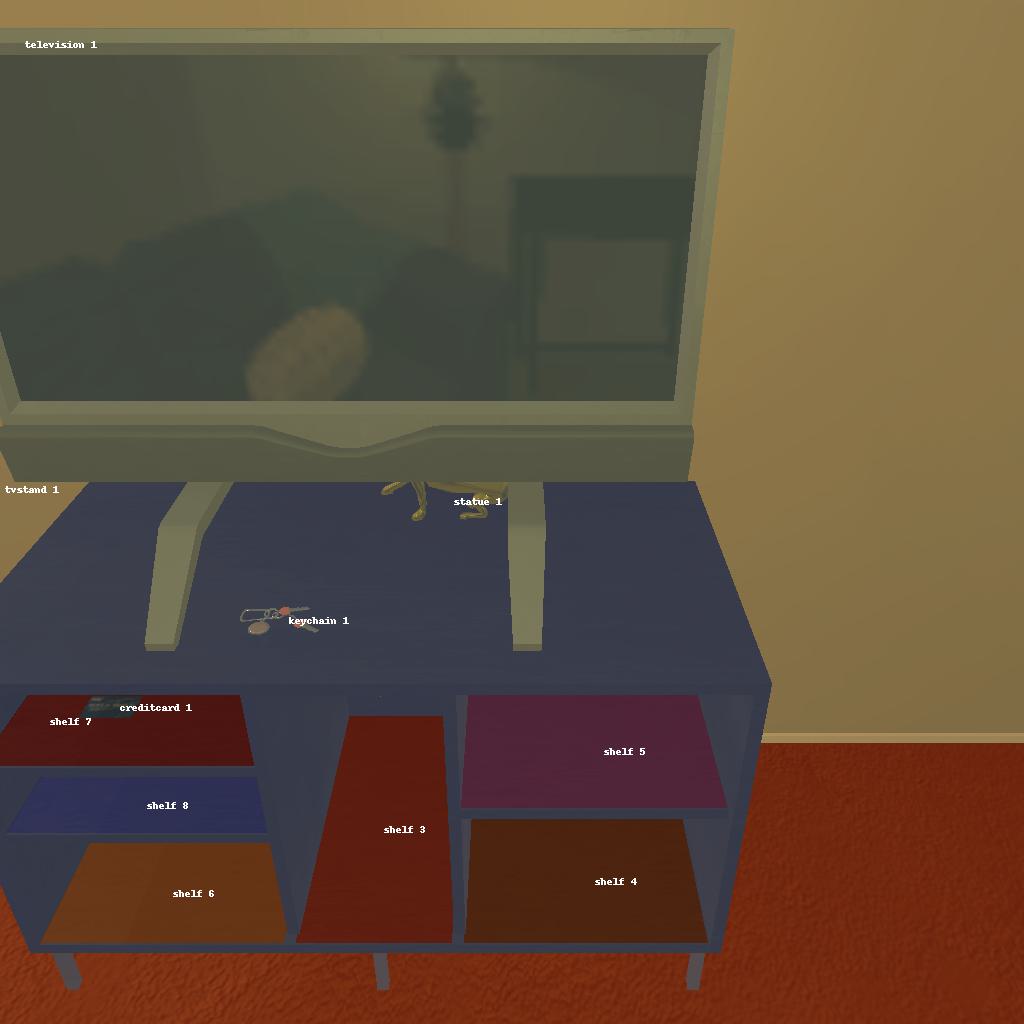 television 1
tvstand 1
statue 1
keychain 1
creditcard 1
shelf 7
shelf 5
shelf 8
shelf 3
shelf 4
shelf 6